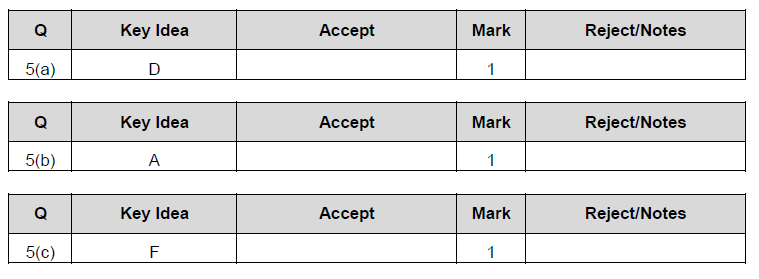 Q Key Idea Accept Mark Reject/Notes
5(a) D 1
Q Key Idea Accept Mark Reject/Notes
5(b) A 1
Q Key Idea Accept Mark Reject/Notes
5(c) F 1